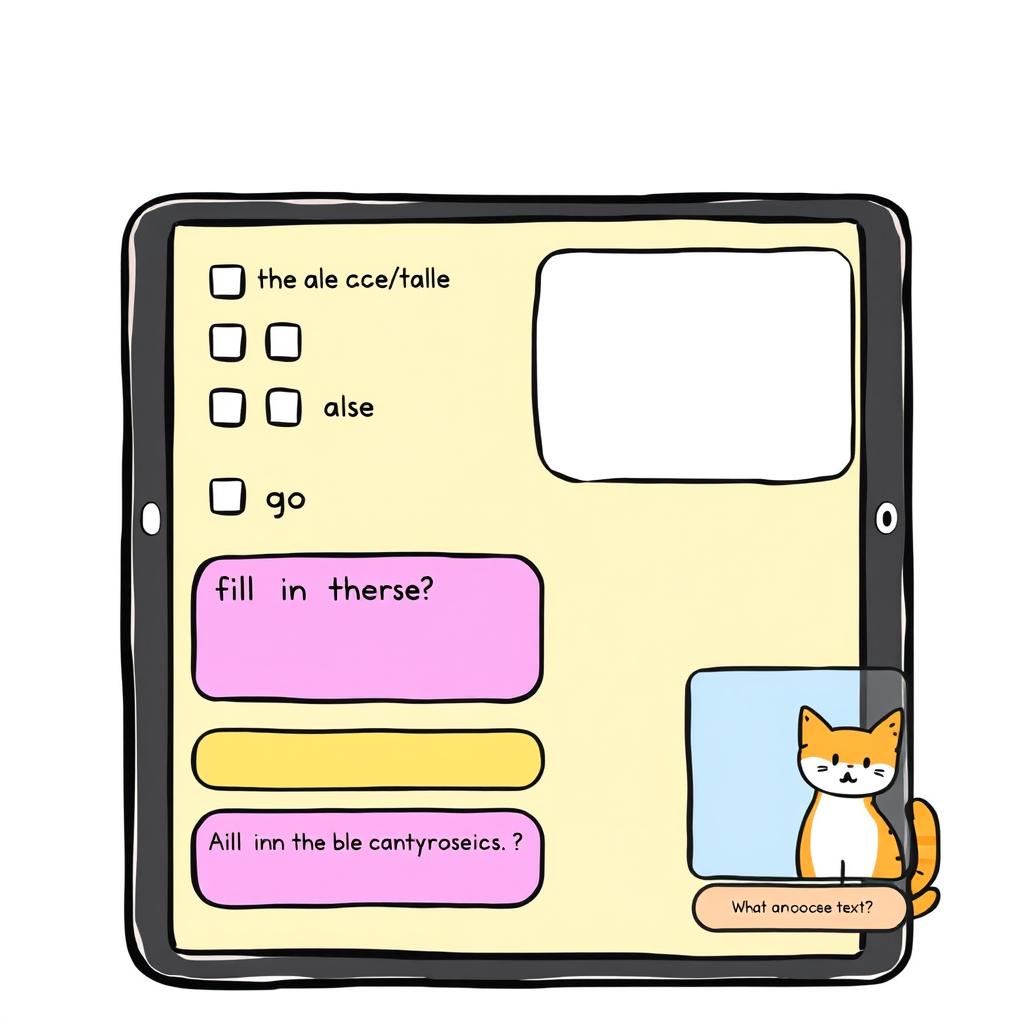 the ale cce/talle
alse
go
fill in therse?
Aill inn the ble cantyroseics. ?
What anoocee text?